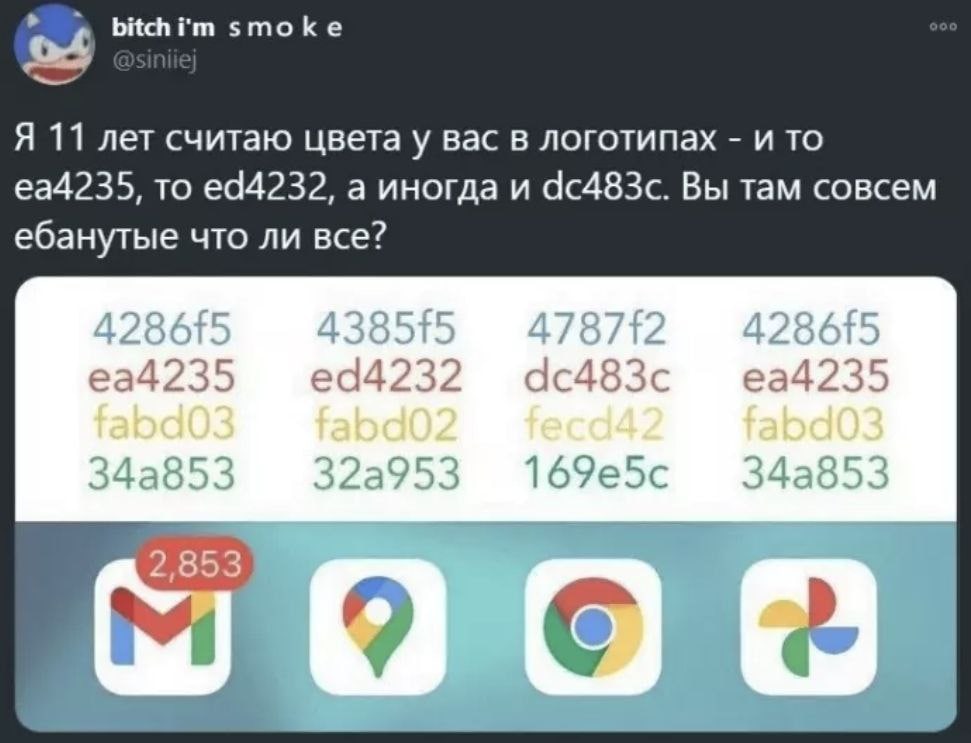 bitch i'm s m o k e
@siniiej
Я 11 лет считаю цвета у вас в логотипах - и то
ea4235, то ed4232, а иногда и dc483c. Вы там совсем
ебанутые что ли все?
4286f5 4385f5 4787f2 4286f5
ea4235 ed4232 dc483c ea4235
fabd03 fabd02 fecd42 fabd03
34a853 32a953 169e5c 34a853
2,853